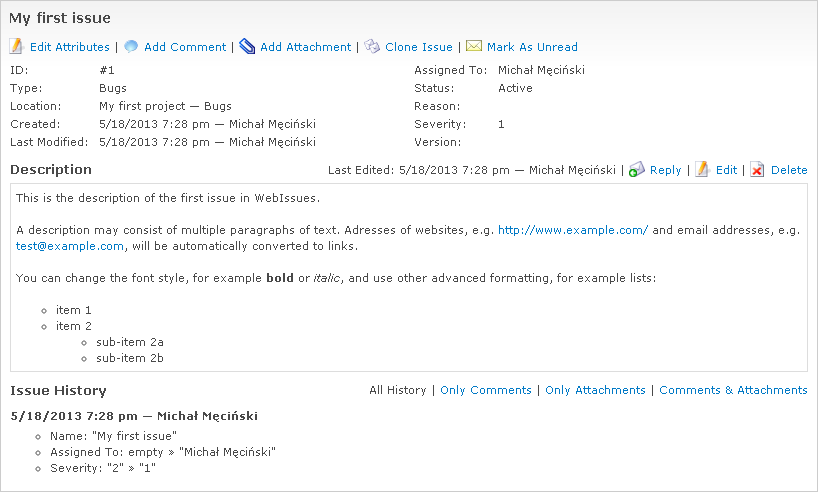 My first issue
Edit Attributes | Add Comment | Add Attachment | Clone Issue | Mark As Unread
ID: #1 Assigned To: Michał Męciński
Type: Bugs Status: Active
Location: My first project — Bugs Reason:
Created: 5/18/2013 7:28 pm — Michał Męciński Severity: 1
Last Modified: 5/18/2013 7:28 pm — Michał Męciński Version:
Description Last Edited: 5/18/2013 7:28 pm — Michał Męciński | Reply | Edit | Delete
This is the description of the first issue in WebIssues.
A description may consist of multiple paragraphs of text. Adresses of websites, e.g. http://www.example.com/ and email addresses, e.g.
test@example.com, will be automatically converted to links.
You can change the font style, for example bold or italic, and use other advanced formatting, for example lists:
item 1
item 2
sub-item 2a
sub-item 2b
Issue History All History | Only Comments | Only Attachments | Comments & Attachments
5/18/2013 7:28 pm — Michał Męciński
Name: "My first issue"
Assigned To: empty » "Michał Męciński"
Severity: "2" » "1"